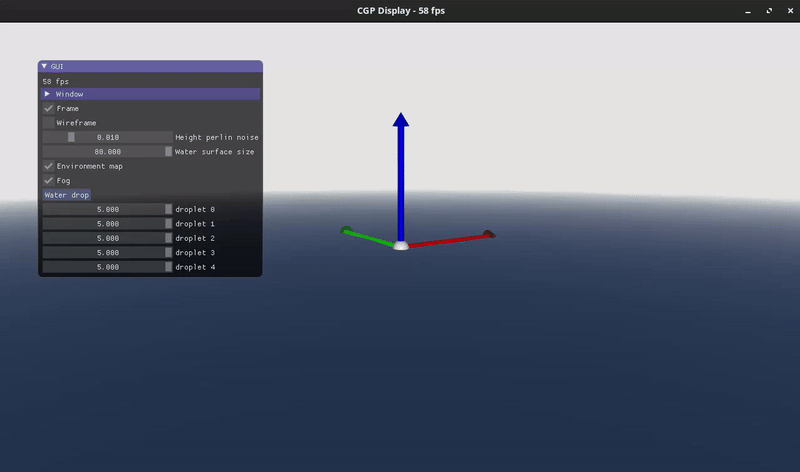 CGP Display - 58 fps
GUI
58 fps
Window
Frame
Wireframe
0.010 Height perlin noise
80.000 Water surface size
Environment map
Fog
Water drop
5.000 droplet 0
5.000 droplet 1
5.000 droplet 2
5.000 droplet 3
5.000 droplet 4